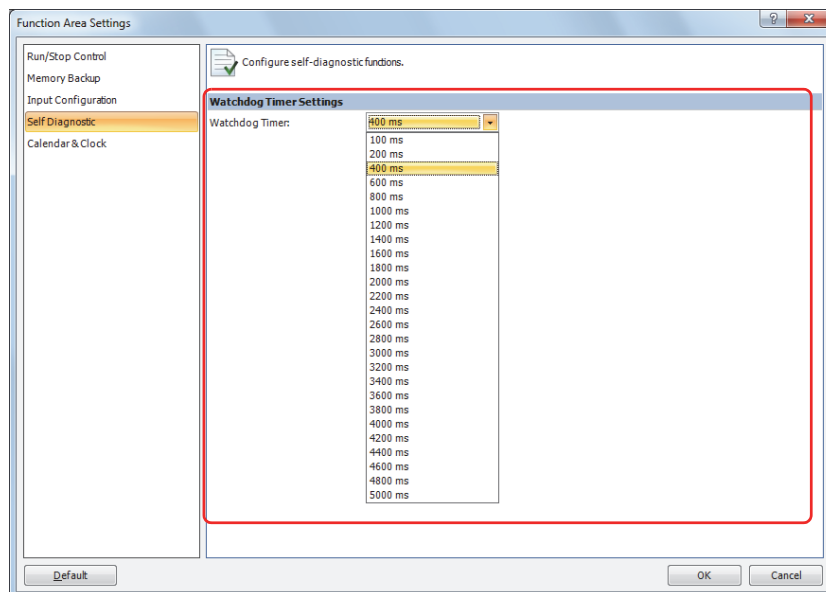 Function Area Settings
?
Run/Stop Control
Memory Backup
Input Configuration
Self Diagnostic
Calendar & Clock
Configure self-diagnostic functions.
Watchdog Timer Settings
Watchdog Timer:
400 ms
100 ms
200 ms
400 ms
600 ms
800 ms
1000 ms
1200 ms
1400 ms
1600 ms
1800 ms
2000 ms
2200 ms
2400 ms
2600 ms
2800 ms
3000 ms
3200 ms
3400 ms
3600 ms
3800 ms
4000 ms
4200 ms
4400 ms
4600 ms
4800 ms
5000 ms
Default
OK
Cancel